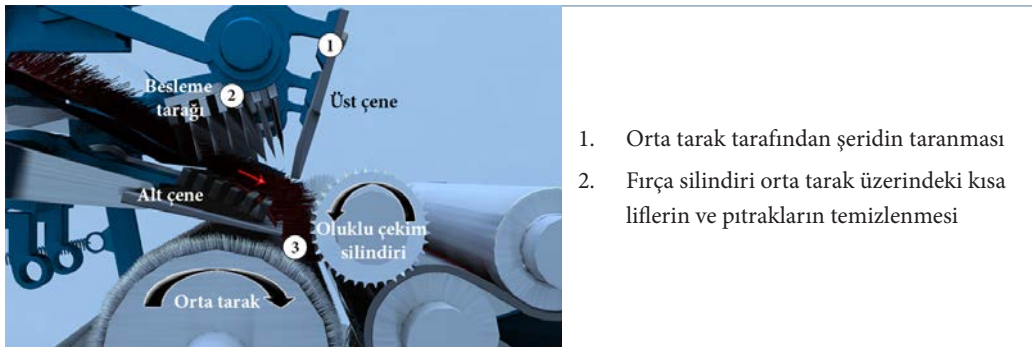 1
Besleme
tarağı
2
Üst çene
Alt çene
3
Oluklu çekim
silindiri
Orta tarak
1. Orta tarak tarafından şeridin taranması
2. Fırça silindiri orta tarak üzerindeki kısa
liflerin ve pıtrakların temizlenmesi